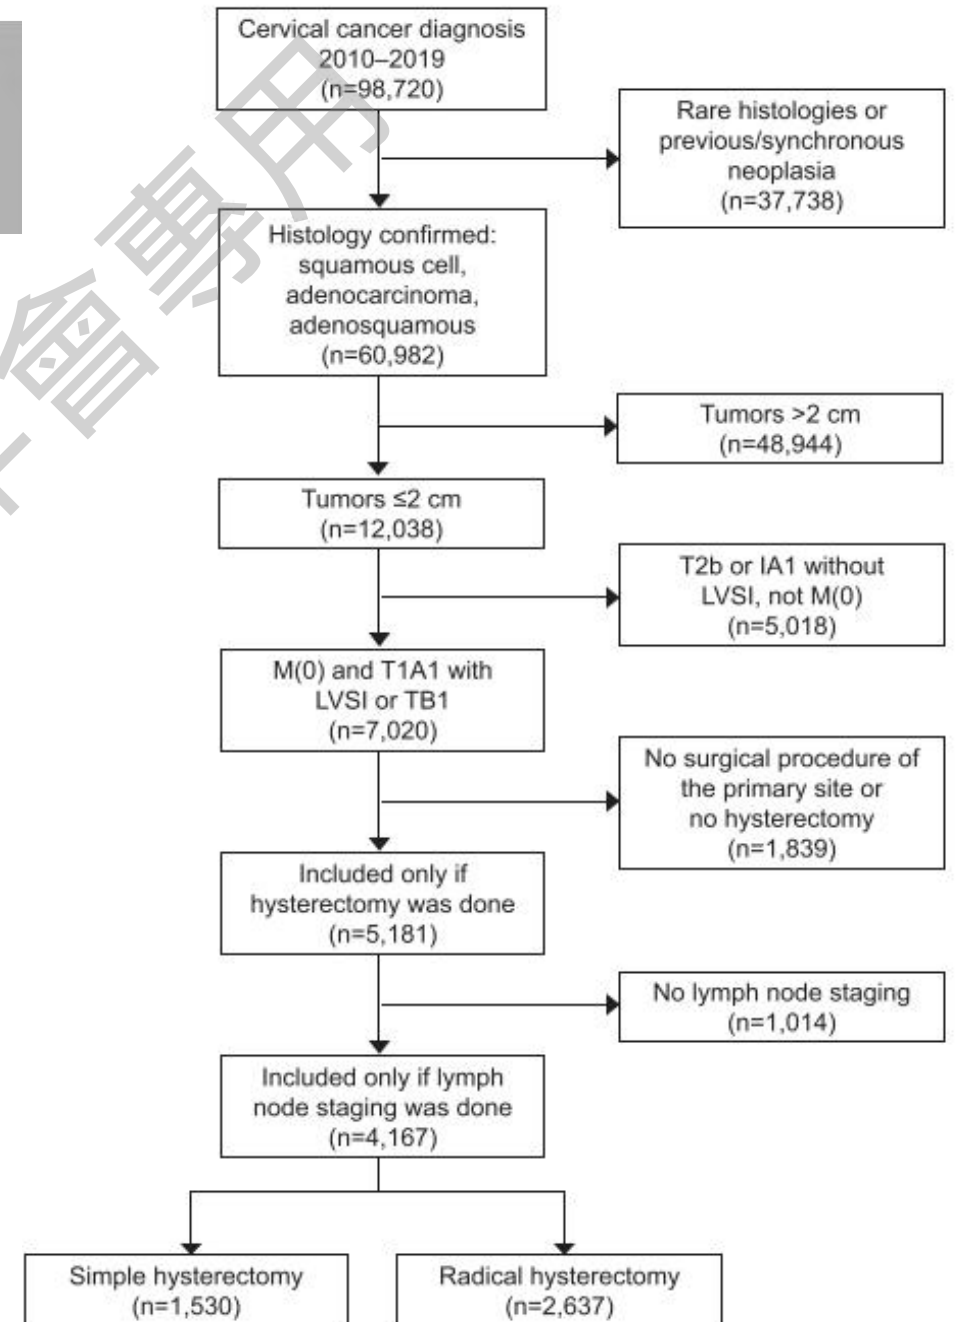 Cervical cancer diagnosis
2010–2019
(n=98,720)
Rare histologies or
previous/synchronous
neoplasia
(n=37,738)
Histology confirmed:
squamous cell,
adenocarcinoma,
adenosquamous
(n=60,982)
Tumors >2 cm
(n=48,944)
Tumors ≤2 cm
(n=12,038)
T2b or IA1 without
LVSI, not M(0)
(n=5,018)
M(0) and T1A1 with
LVSI or TB1
(n=7,020)
No surgical procedure of
the primary site or
no hysterectomy
(n=1,839)
Included only if
hysterectomy was done
(n=5,181)
No lymph node staging
(n=1,014)
Included only if lymph
node staging was done
(n=4,167)
Simple hysterectomy
(n=1,530)
Radical hysterectomy
(n=2,637)
會專用